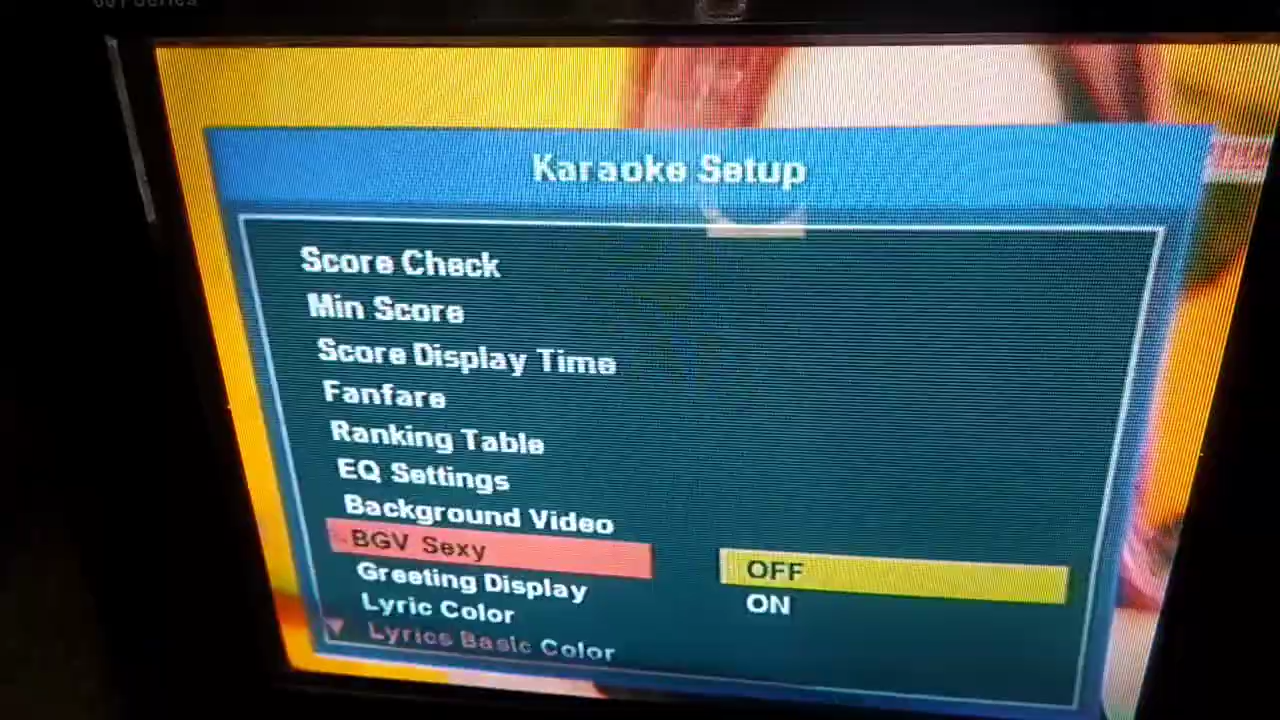 Karaoke Setup
Score Check
Min Score
Score Display Time
Fanfare
Ranking Table
EQ Settings
Background Video
BGV Sexy
OFF
Greeting Display
ON
Lyric Color
Lyrics Basic Color